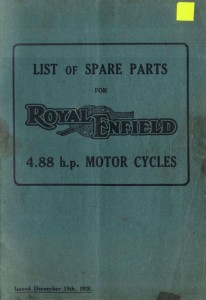 LIST OF SPARE PARTS
FOR
ROYAL
ENFIELD
4.88 h.p. MOTOR CYCLES
Issued December 15th,